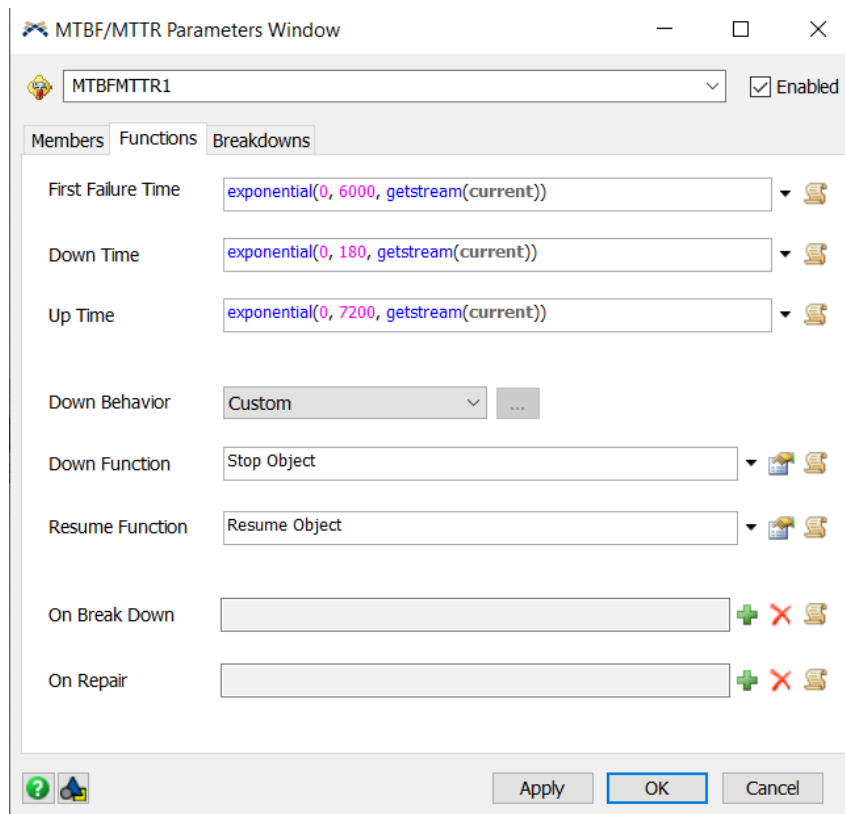 MTBF/MTTR Parameters Window
MTBFMTTR1
Enabled
Members Functions Breakdowns
First Failure Time exponential(0, 6000, getstream(current))
Down Time exponential(0, 180, getstream(current))
Up Time exponential(0, 7200, getstream(current))
Down Behavior Custom ...
Down Function Stop Object
Resume Function Resume Object
On Break Down
On Repair
Apply OK Cancel